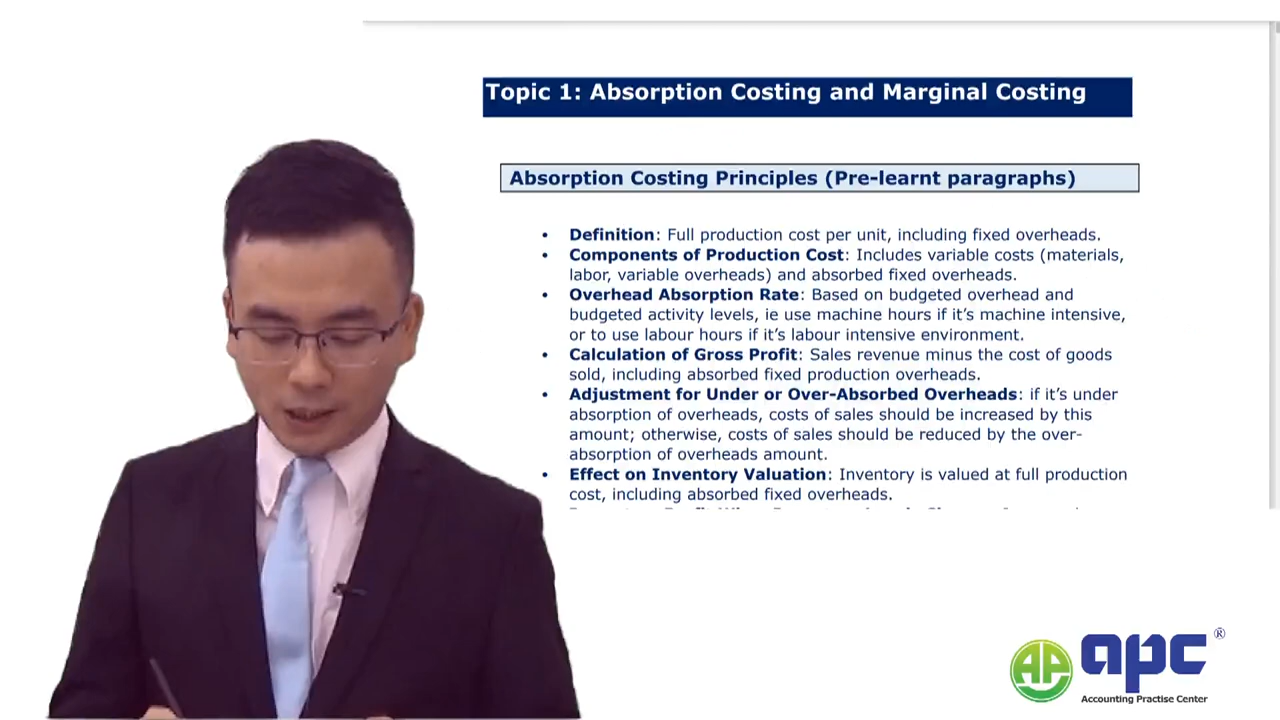 Topic 1: Absorption Costing and Marginal Costing
Absorption Costing Principles (Pre-learnt paragraphs)
• Definition: Full production cost per unit, including fixed overheads.
• Components of Production Cost: Includes variable costs (materials,
labor, variable overheads) and absorbed fixed overheads.
• Overhead Absorption Rate: Based on budgeted overhead and
budgeted activity levels, ie use machine hours if it's machine intensive,
or to use labour hours if it's labour intensive environment.
• Calculation of Gross Profit: Sales revenue minus the cost of goods
sold, including absorbed fixed production overheads.
• Adjustment for Under or Over-Absorbed Overheads: if it's under
absorption of overheads, costs of sales should be increased by this
amount; otherwise, costs of sales should be reduced by the over-
absorption of overheads amount.
• Effect on Inventory Valuation: Inventory is valued at full production
cost, including absorbed fixed overheads.
AP apc ®
Accounting Practise Center